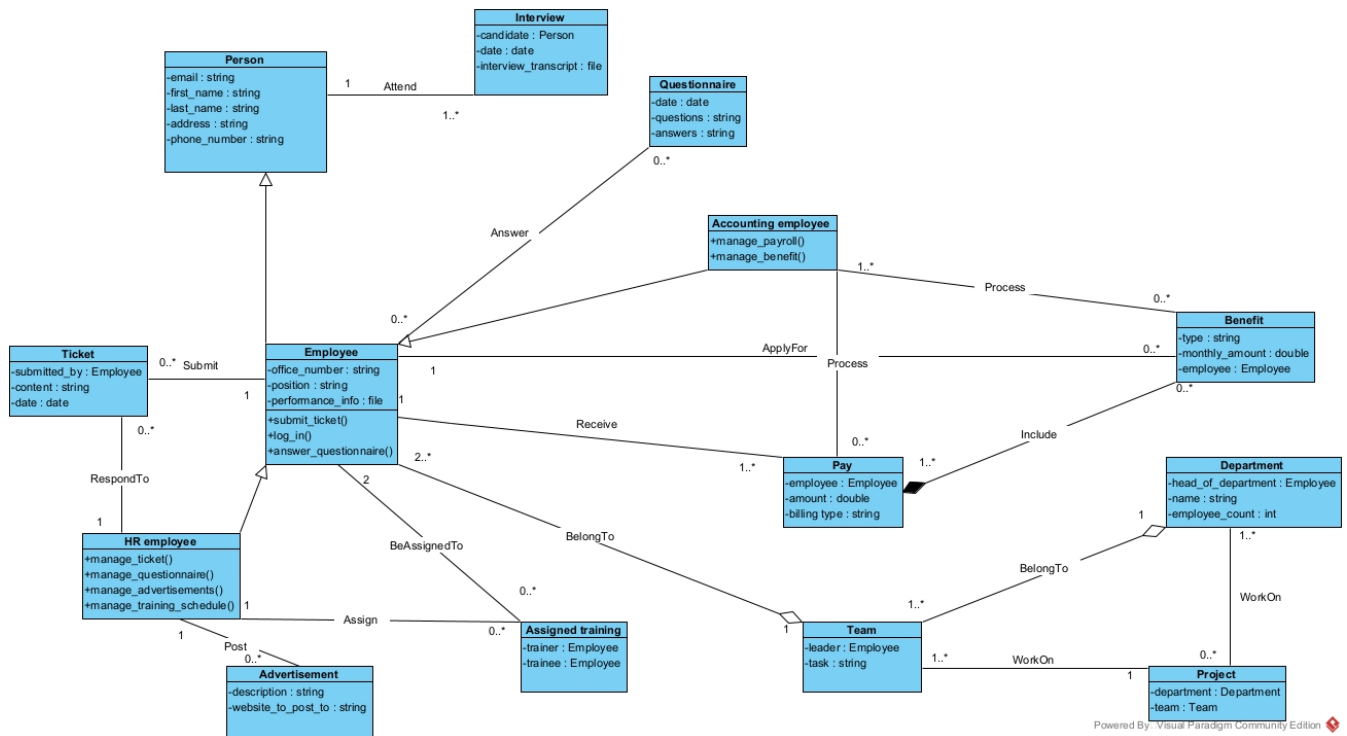 Interview
-candidate : Person
-date : date
-interview_transcript : file
Person
-email : string
-first_name : string
-last_name : string
-address : string
-phone_number : string
1
Attend
1..*
Questionnaire
-date : date
-questions : string
-answers : string
0..*
Answer
0..*
Accounting employee
+manage_payroll()
+manage_benefit()
1..*
Process
0..*
Benefit
-type : string
-monthly_amount : double
-employee : Employee
0..*
Ticket
-submitted_by : Employee
-content : string
-date : date
0..*
Submit
1
Employee
-office_number : string
-position : string
-performance_info : file
+submit_ticket()
+log_in()
+answer_questionnaire()
1
ApplyFor
0..*
Process
0..*
1
Receive
1..*
Pay
-employee : Employee
-amount : double
-billing type : string
1..*
Include
0..*
RespondTo
1
HR employee
+manage_ticket()
+manage_questionnaire()
+manage_advertisements()
+manage_training_schedule()
2
BeAssignedTo
0..*
2..*
BelongTo
1
Department
-head_of_department : Employee
-name : string
-employee_count : int
1
BelongTo
1..*
1..*
WorkOn
0..*
1
Assign
0..*
Assigned training
-trainer : Employee
-trainee : Employee
Team
-leader : Employee
-task : string
1..*
WorkOn
1
Project
-department : Department
-team : Team
1
Post
0..*
Advertisement
-description : string
-website_to_post_to : string
Powered By Visual Paradigm Community Edition